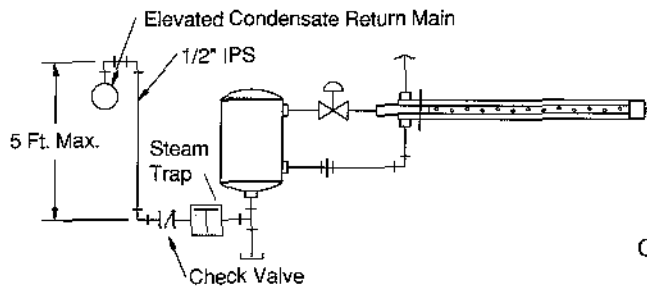 Elevated Condensate Return Main
1/2" IPS
5 Ft. Max.
Steam
Trap
Check Valve
C